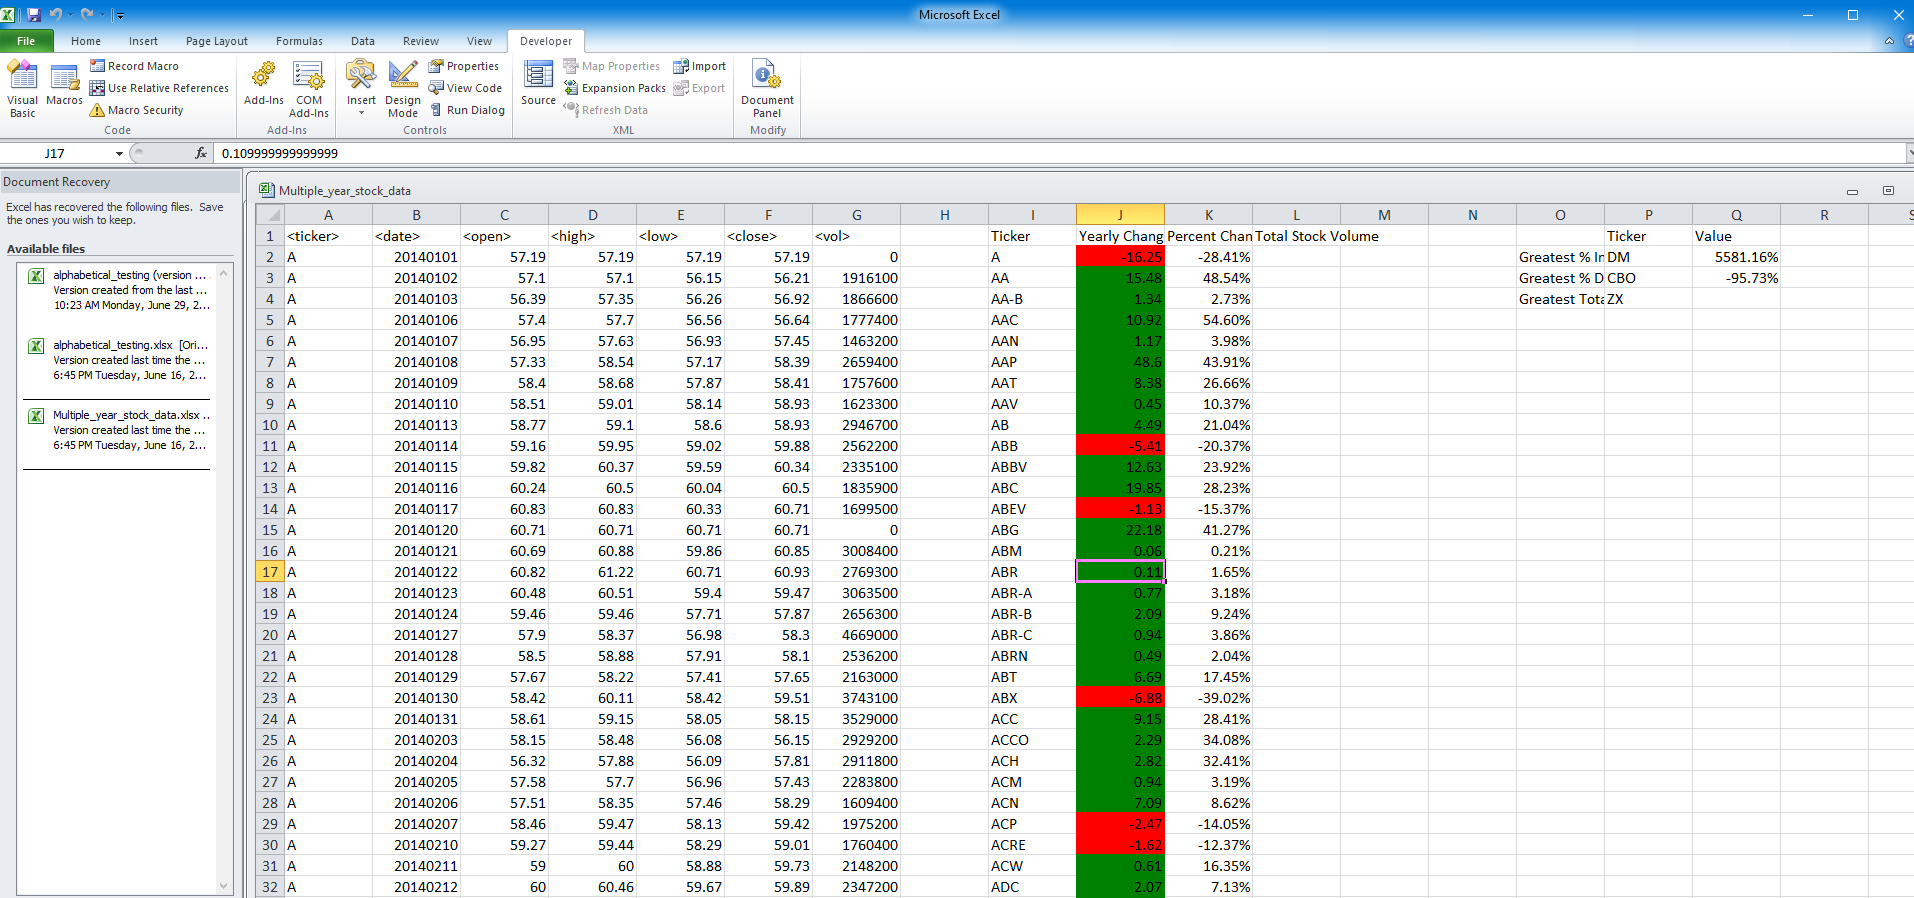 Microsoft Excel
File Home Insert Page Layout Formulas Data Review View Developer
Visual Basic
Macros
Record Macro
Use Relative References
Macro Security
Code
Add-Ins
COM Add-Ins
Add-Ins
Insert
Design Mode
Properties
View Code
Run Dialog
Controls
Source
Map Properties
Expansion Packs
Refresh Data
Import
Export
XML
Document Panel
Modify
J17 fx 0.109999999999999
Document Recovery
Excel has recovered the following files. Save
the ones you wish to keep.
Available files
alphabetical_testing (version ...
Version created from the last ...
10:23 AM Monday, June 29, 2...
alphabetical_testing.xlsx [Ori...
Version created last time the ...
6:45 PM Tuesday, June 16, 2...
Multiple_year_stock_data.xlsx ...
Version created last time the ...
6:45 PM Tuesday, June 16, 2...
Multiple_year_stock_data
A B C D E F G H I J K L M N O P Q R S
1 <ticker> <date> <open> <high> <low> <close> <vol> Ticker Yearly Chang Percent Chan Total Stock Volume Ticker Value
2 A 20140101 57.19 57.19 57.19 57.19 0 A -16.25 -28.41% Greatest % In DM 5581.16%
3 A 20140102 57.1 57.1 56.15 56.21 1916100 AA 15.48 48.54% Greatest % D CBO -95.73%
4 A 20140103 56.39 57.35 56.26 56.92 1866600 AA-B 1.34 2.73% Greatest Tota ZX
5 A 20140106 57.4 57.7 56.56 56.64 1777400 AAC 10.92 54.60%
6 A 20140107 56.95 57.63 56.93 57.45 1463200 AAN 1.17 3.98%
7 A 20140108 57.33 58.54 57.17 58.39 2659400 AAP 48.6 43.91%
8 A 20140109 58.4 58.68 57.87 58.41 1757600 AAT 8.38 26.66%
9 A 20140110 58.51 59.01 58.14 58.93 1623300 AAV 0.45 10.37%
10 A 20140113 58.77 59.1 58.6 58.93 2946700 AB 4.49 21.04%
11 A 20140114 59.16 59.95 59.02 59.88 2562200 ABB -5.41 -20.37%
12 A 20140115 59.82 60.37 59.59 60.34 2335100 ABBV 12.63 23.92%
13 A 20140116 60.24 60.5 60.04 60.5 1835900 ABC 19.85 28.23%
14 A 20140117 60.83 60.83 60.33 60.71 1699500 ABEV -1.13 -15.37%
15 A 20140120 60.71 60.71 60.71 60.71 0 ABG 22.18 41.27%
16 A 20140121 60.69 60.88 59.86 60.85 3008400 ABM 0.06 0.21%
17 A 20140122 60.82 61.22 60.71 60.93 2769300 ABR 0.11 1.65%
18 A 20140123 60.48 60.51 59.4 59.47 3063500 ABR-A 0.77 3.18%
19 A 20140124 59.46 59.46 57.71 57.87 2656300 ABR-B 2.09 9.24%
20 A 20140127 57.9 58.37 56.98 58.3 4669000 ABR-C 0.94 3.86%
21 A 20140128 58.5 58.88 57.91 58.1 2536200 ABRN 0.49 2.04%
22 A 20140129 57.67 58.22 57.41 57.65 2163000 ABT 6.69 17.45%
23 A 20140130 58.42 60.11 58.42 59.51 3743100 ABX -6.88 -39.02%
24 A 20140131 58.61 59.15 58.05 58.15 3529000 ACC 9.15 28.41%
25 A 20140203 58.15 58.48 56.08 56.15 2929200 ACCO 2.29 34.08%
26 A 20140204 56.32 57.88 56.09 57.81 2911800 ACH 2.82 32.41%
27 A 20140205 57.58 57.7 56.96 57.43 2283800 ACM 0.94 3.19%
28 A 20140206 57.51 58.35 57.46 58.29 1609400 ACN 7.09 8.62%
29 A 20140207 58.46 59.47 58.13 59.42 1975200 ACP -2.47 -14.05%
30 A 20140210 59.27 59.44 58.29 59.01 1760400 ACRE -1.62 -12.37%
31 A 20140211 59 60 58.88 59.73 2148200 ACW 0.61 16.35%
32 A 20140212 60 60.46 59.67 59.89 2347200 ADC 2.07 7.13%